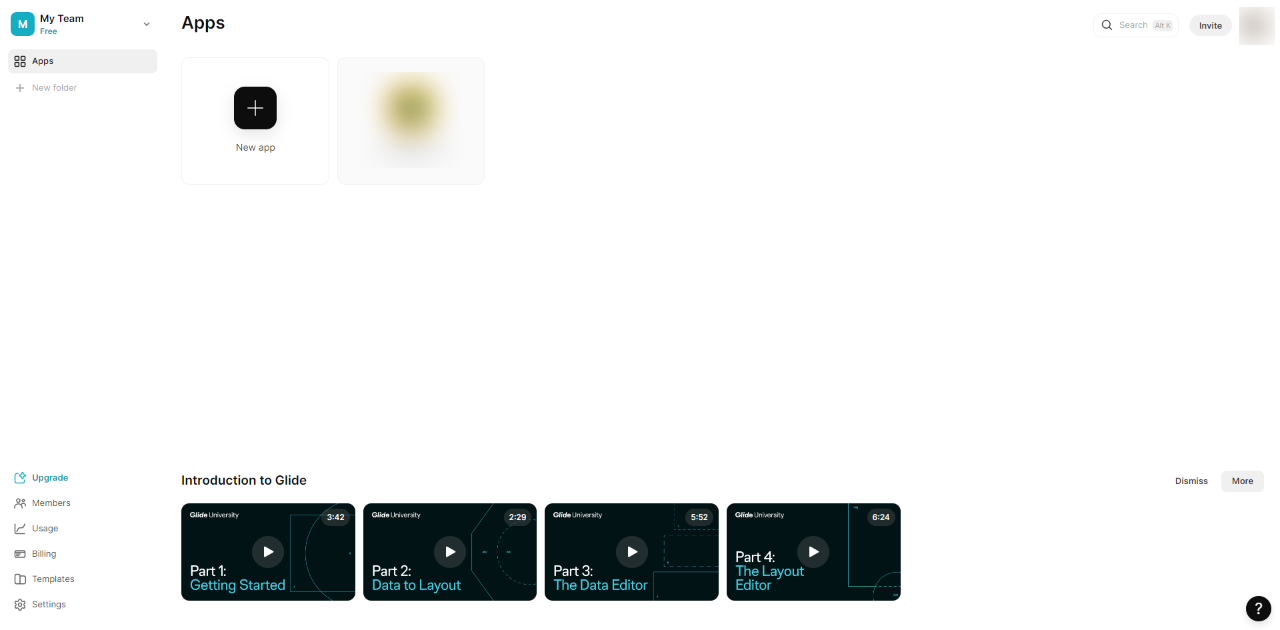 M
My Team
Free
Apps
New folder
Apps
Search Alt K
Invite
New app
Upgrade
Members
Usage
Billing
Templates
Settings
Introduction to Glide
Dismiss
More
Glide University
3:42
Part 1:
Getting Started
Glide University
2:29
Part 2:
Data to Layout
Glide University
5:52
Part 3:
The Data Editor
Glide University
6:24
Part 4:
The Layout
Editor
?